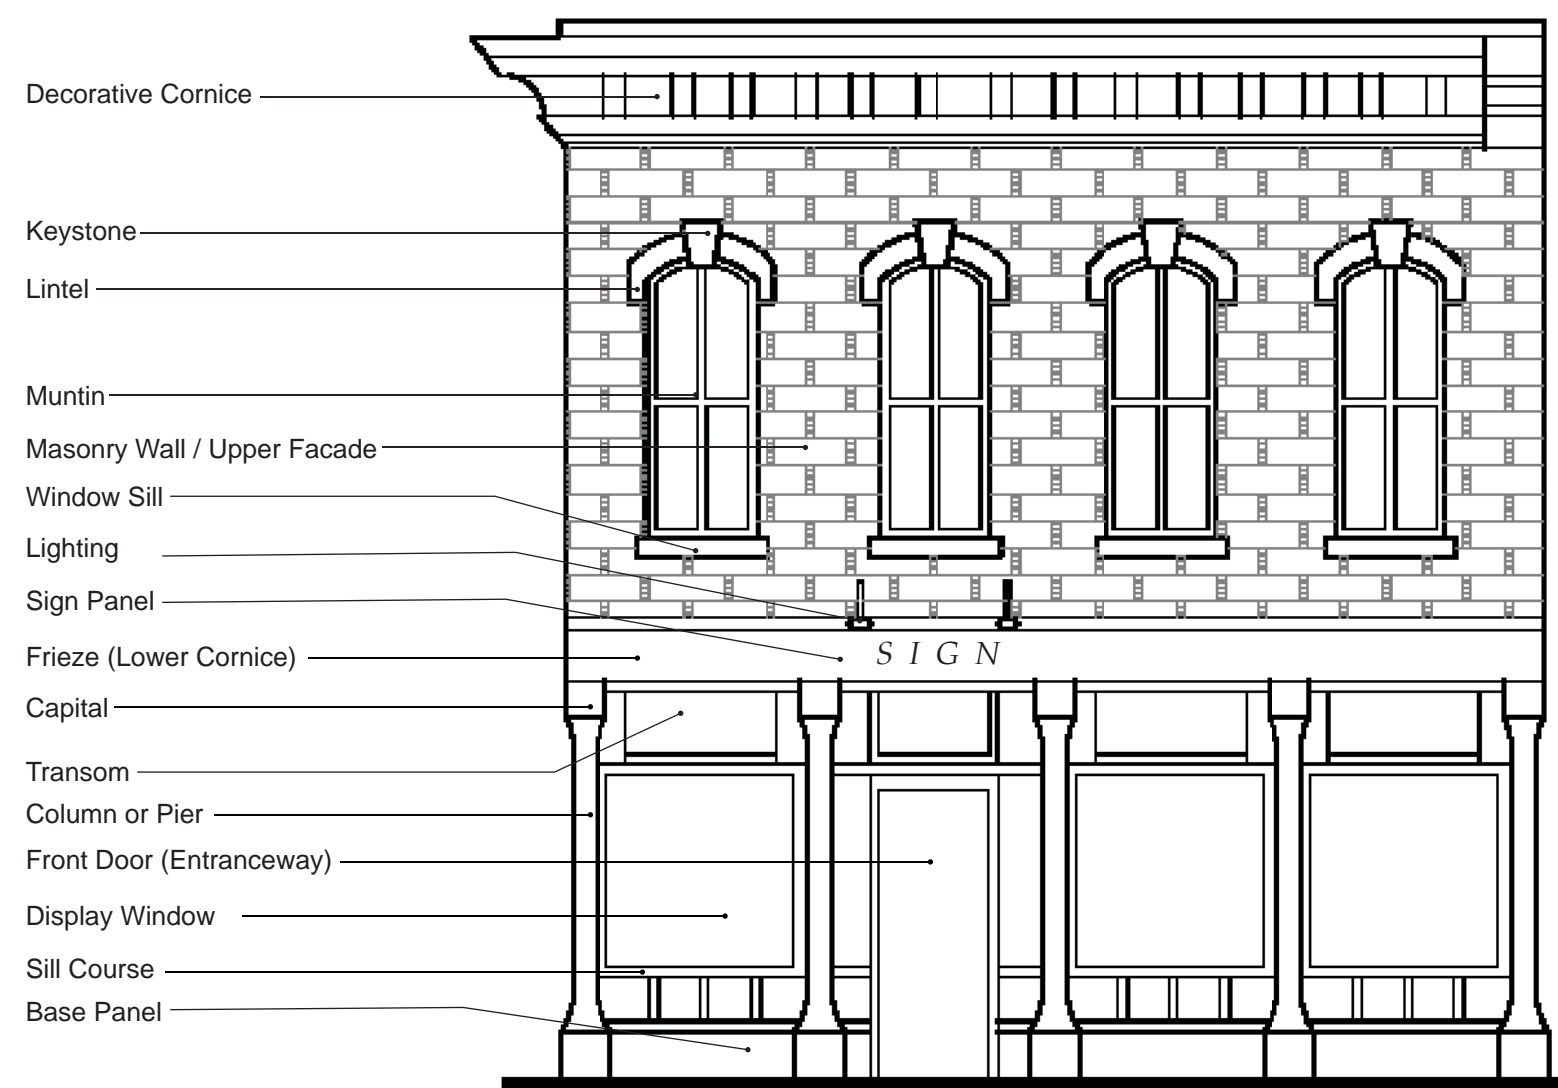 Decorative Cornice
Keystone
Lintel
Muntin
Masonry Wall / Upper Facade
Window Sill
Lighting
Sign Panel
Frieze (Lower Cornice)
SIGN
Capital
Transom
Column or Pier
Front Door (Entranceway)
Display Window
Sill Course
Base Panel